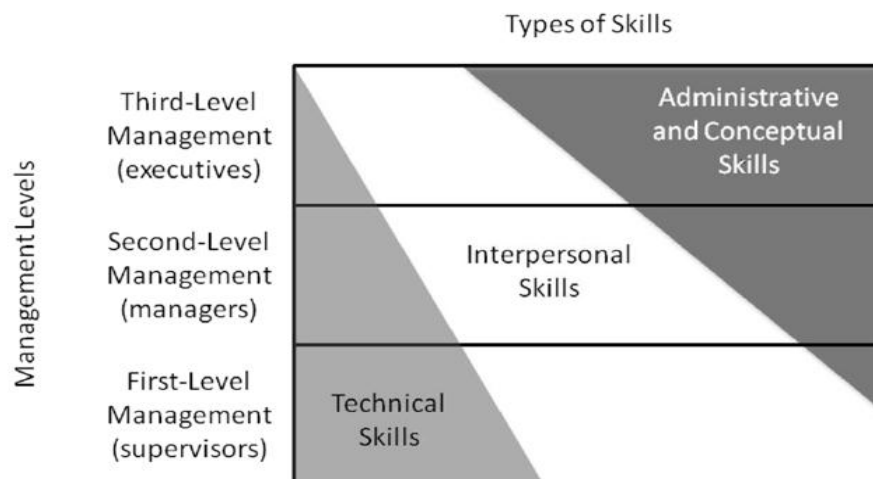 Types of Skills
Management Levels
Third-Level
Management
(executives)
Administrative
and Conceptual
Skills
Second-Level
Management
(managers)
Interpersonal
Skills
First-Level
Management
(supervisors)
Technical
Skills